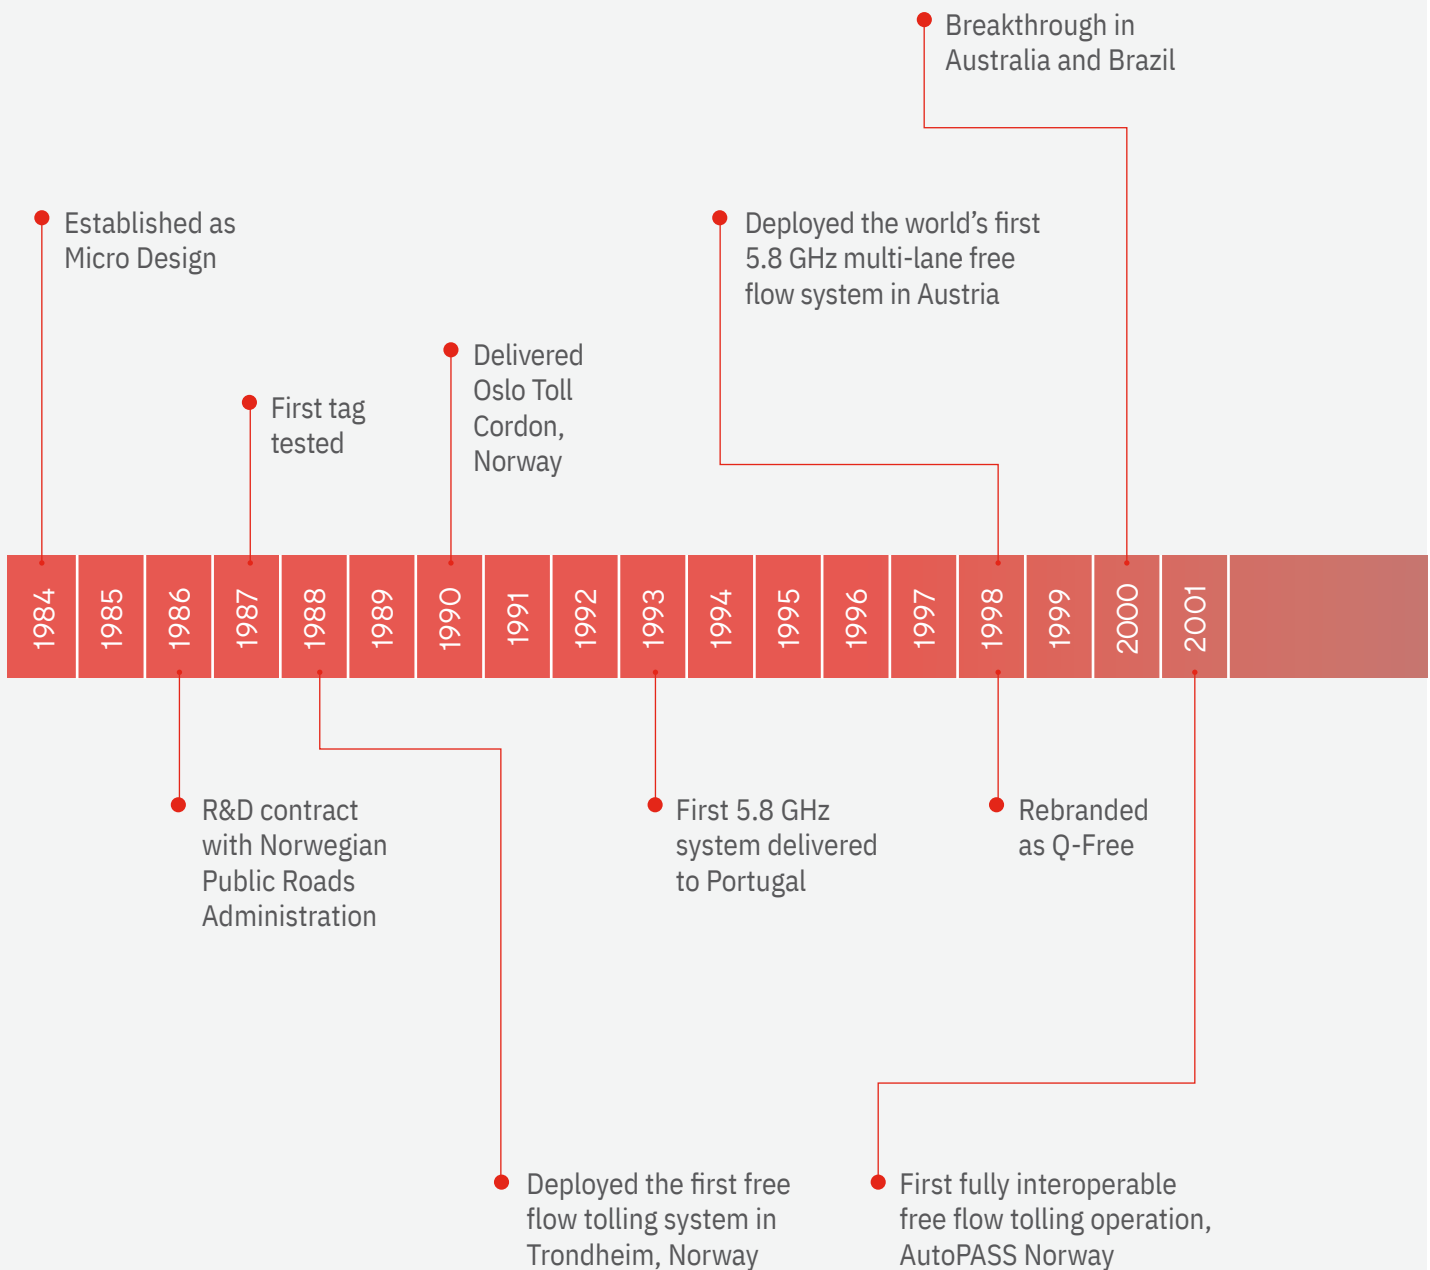 Breakthrough in
Australia and Brazil
Established as
Micro Design
Deployed the world’s first
5.8 GHz multi-lane free
flow system in Austria
Delivered
Oslo Toll
Cordon,
Norway
First tag
tested
1984
1985
1986
1987
1988
1989
1990
1991
1992
1993
1994
1995
1996
1997
1998
1999
2000
2001
R&D contract
with Norwegian
Public Roads
Administration
First 5.8 GHz
system delivered
to Portugal
Rebranded
as Q-Free
Deployed the first free
flow tolling system in
Trondheim, Norway
First fully interoperable
free flow tolling operation,
AutoPASS Norway